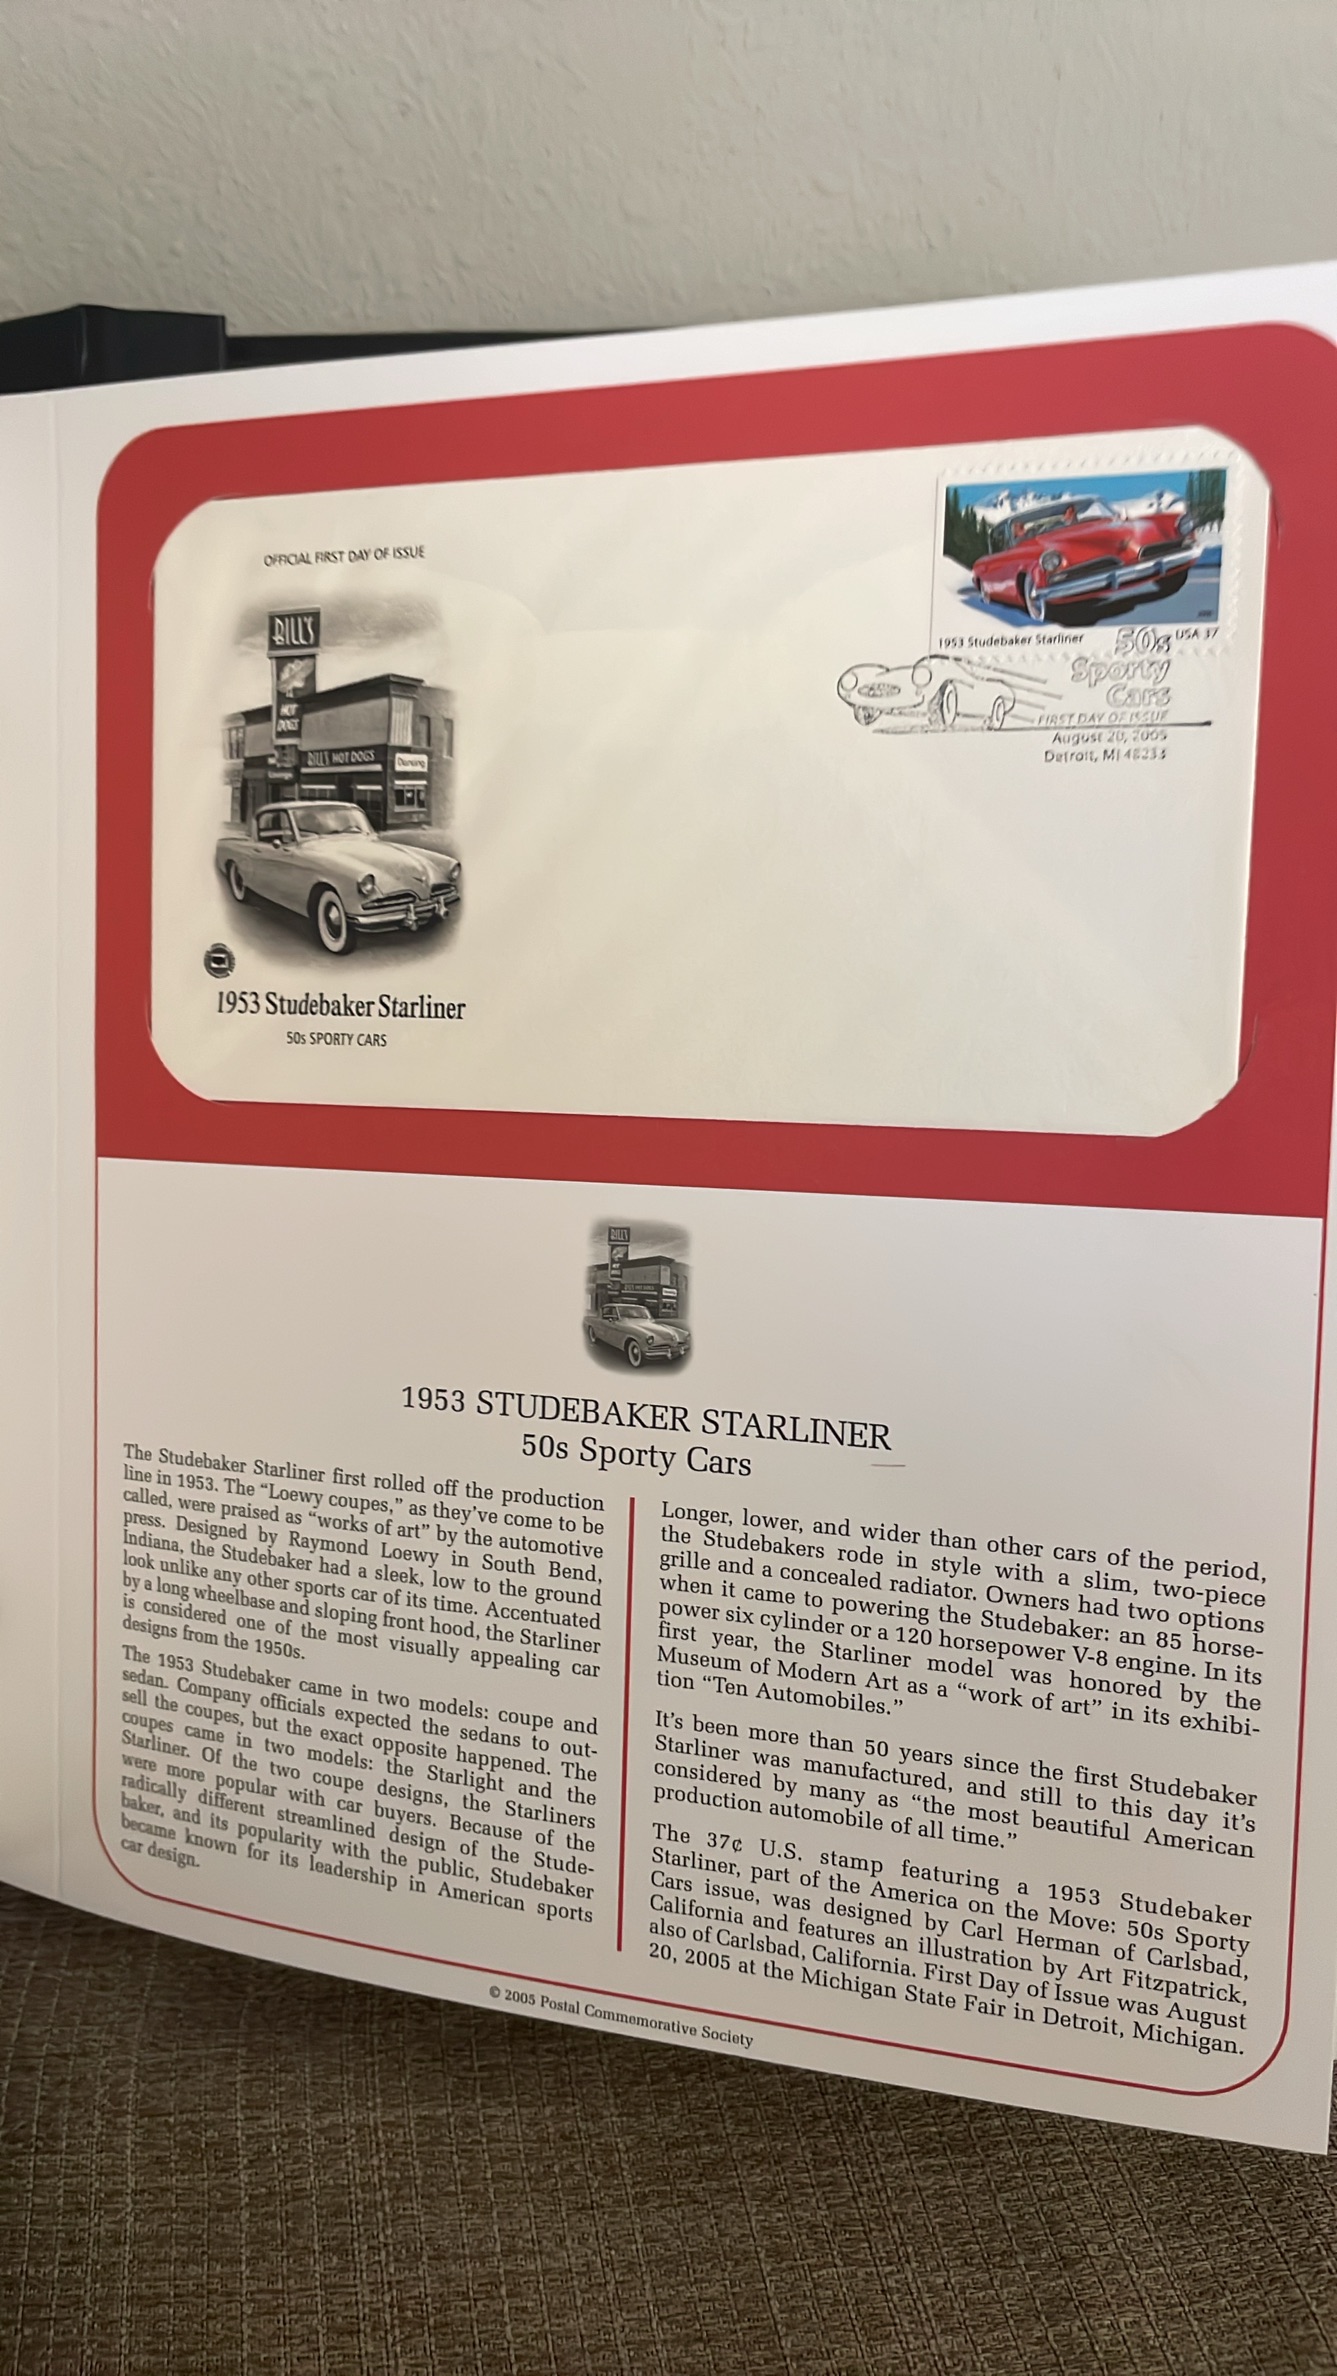 OFFICIAL FIRST DAY OF ISSUE
BILL'S
HOT
DOGS
BILL'S HOT DOGS
Dancing
1953 Studebaker Starliner
50s SPORTY CARS
1953 Studebaker Starliner
USA 37
50s
Sporty
Cars
FIRST DAY OF ISSUE
August 20, 2005
Detroit, MI 48233
BILL'S
1953 STUDEBAKER STARLINER
50s Sporty Cars
The Studebaker Starliner first rolled off the production
line in 1953. The “Loewy coupes,” as they’ve come to be
called, were praised as “works of art” by the automotive
press. Designed by Raymond Loewy in South Bend,
Indiana, the Studebaker had a sleek, low to the ground
look unlike any other sports car of its time. Accentuated
by a long wheelbase and sloping front hood, the Starliner
is considered one of the most visually appealing car
designs from the 1950s.
The 1953 Studebaker came in two models: coupe and
sedan. Company officials expected the sedans to out-
sell the coupes, but the exact opposite happened. The
coupes came in two models: the Starlight and the
Starliner. Of the two coupe designs, the Starliners
were more popular with car buyers. Because of the
radically different streamlined design of the Stude-
baker, and its popularity with the public, Studebaker
became known for its leadership in American sports
car design.
Longer, lower, and wider than other cars of the period,
the Studebakers rode in style with a slim, two-piece
grille and a concealed radiator. Owners had two options
when it came to powering the Studebaker: an 85 horse-
power six cylinder or a 120 horsepower V-8 engine. In its
first year, the Starliner model was honored by the
Museum of Modern Art as a “work of art” in its exhibi-
tion “Ten Automobiles.”
It’s been more than 50 years since the first Studebaker
Starliner was manufactured, and still to this day it’s
considered by many as “the most beautiful American
production automobile of all time.”
The 37¢ U.S. stamp featuring a 1953 Studebaker
Starliner, part of the America on the Move: 50s Sporty
Cars issue, was designed by Carl Herman of Carlsbad,
California and features an illustration by Art Fitzpatrick,
also of Carlsbad, California. First Day of Issue was August
20, 2005 at the Michigan State Fair in Detroit, Michigan.
© 2005 Postal Commemorative Society